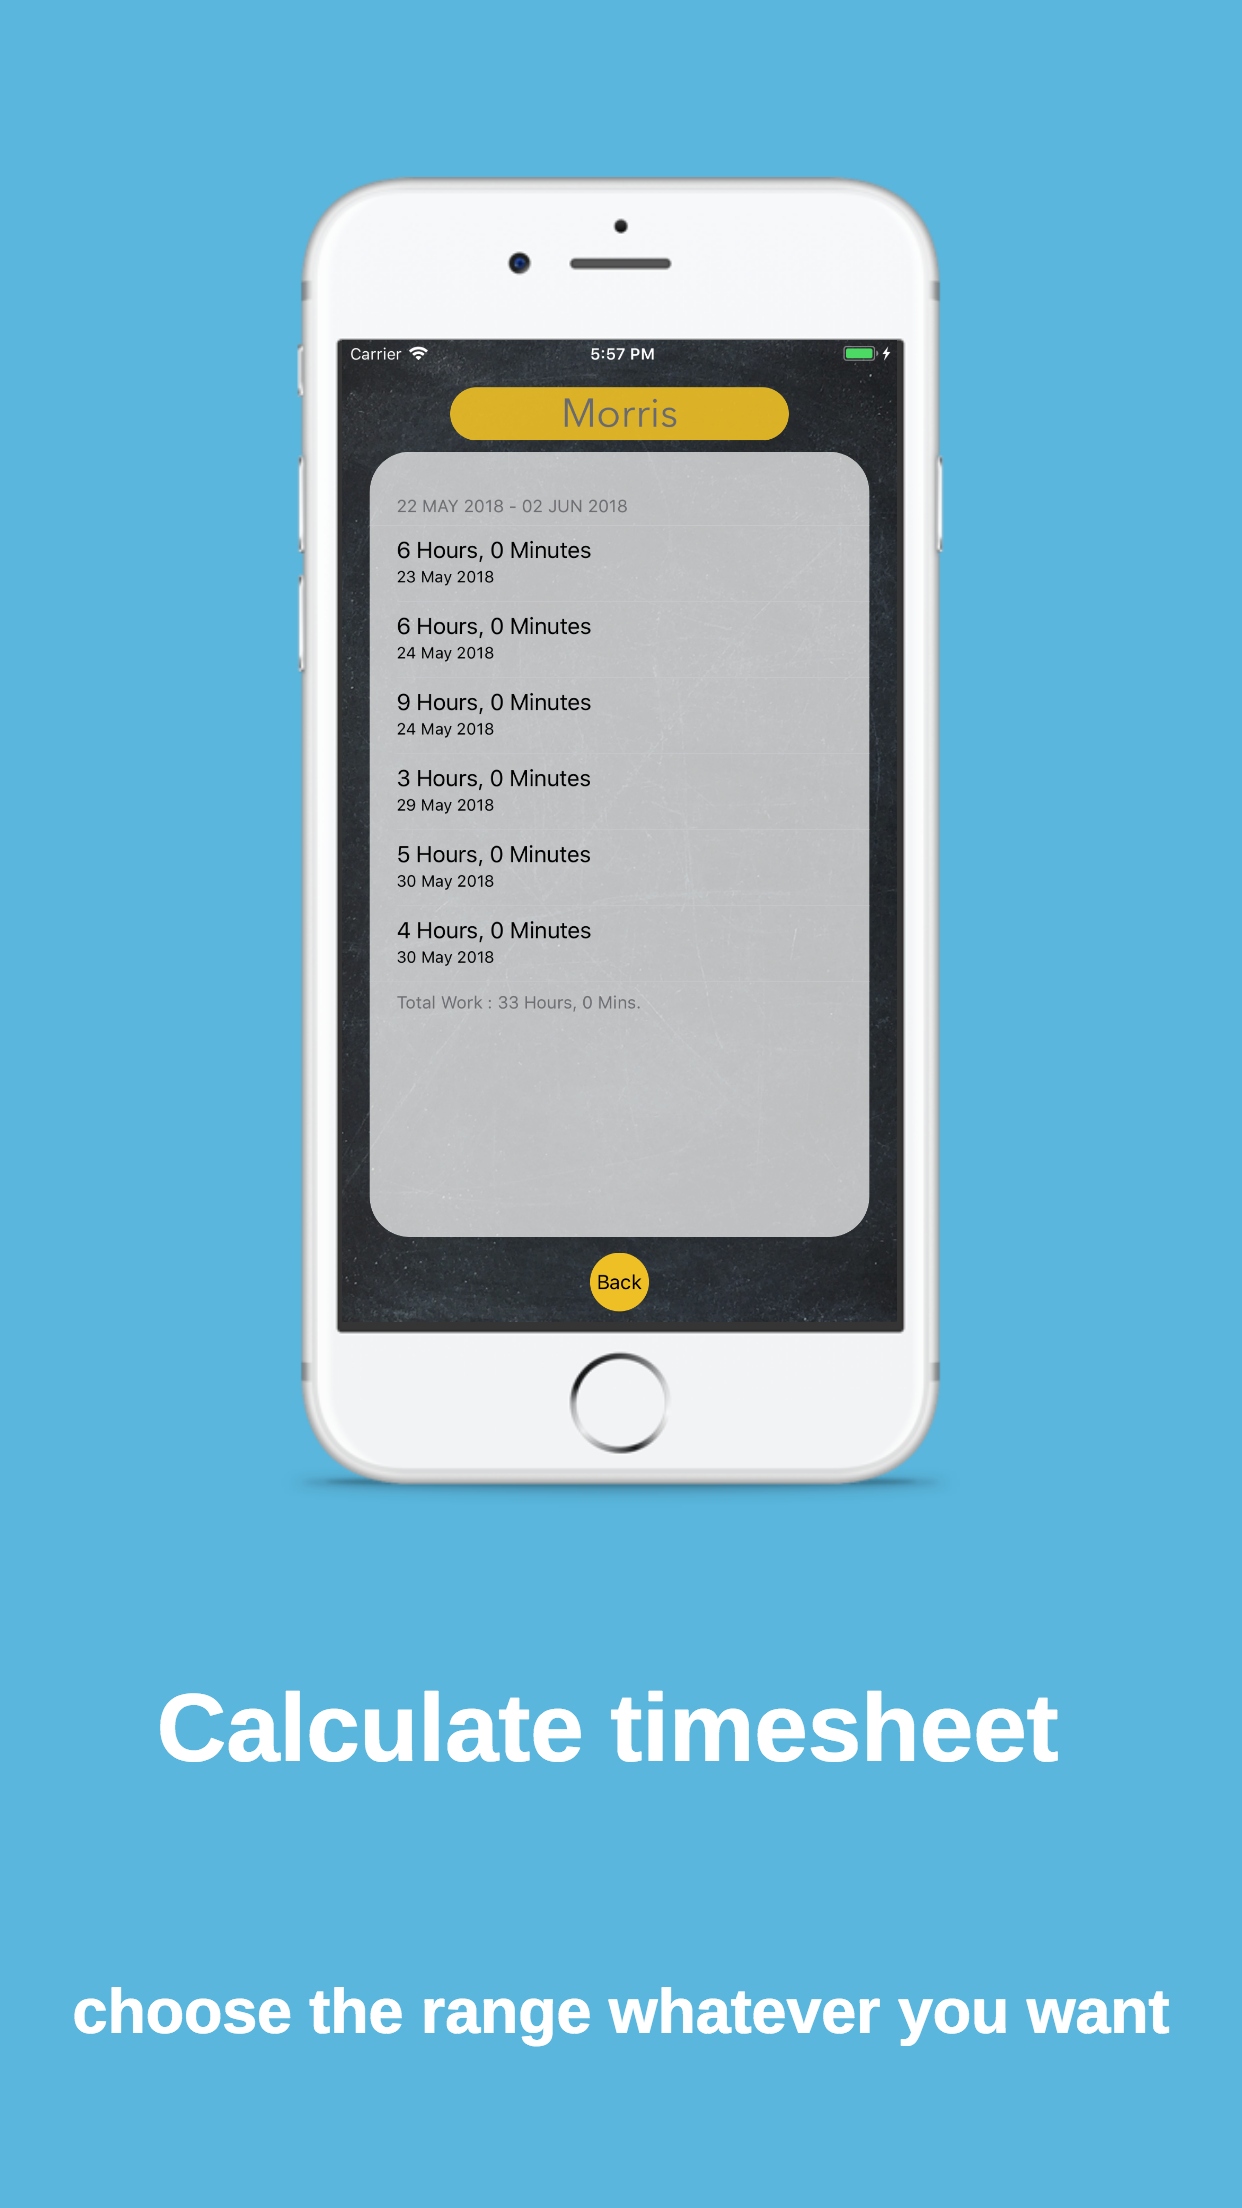 Carrier 5:57 PM
Morris
22 MAY 2018 - 02 JUN 2018
6 Hours, 0 Minutes
23 May 2018
6 Hours, 0 Minutes
24 May 2018
9 Hours, 0 Minutes
24 May 2018
3 Hours, 0 Minutes
29 May 2018
5 Hours, 0 Minutes
30 May 2018
4 Hours, 0 Minutes
30 May 2018
Total Work : 33 Hours, 0 Mins.
Back
Calculate timesheet
choose the range whatever you want